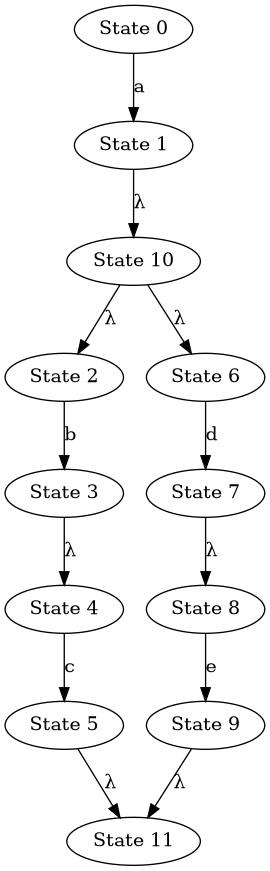 State 0
a
State 1
λ
State 10
λ λ
State 2 State 6
b d
State 3 State 7
λ λ
State 4 State 8
c e
State 5 State 9
λ λ
State 11